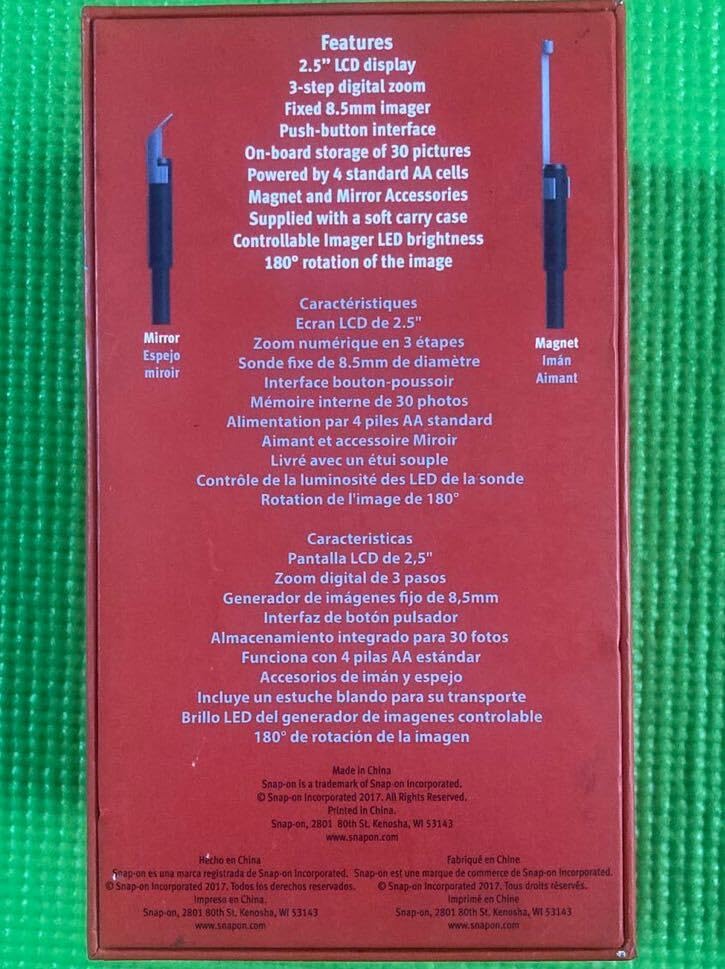 Features
2.5” LCD display
3-step digital zoom
Fixed 8.5mm imager
Push-button interface
On-board storage of 30 pictures
Powered by 4 standard AA cells
Magnet and Mirror Accessories
Supplied with a soft carry case
Controllable Imager LED brightness
180° rotation of the image
Mirror
Espejo
miroir
Magnet
Imán
Aimant
Caractéristiques
Ecran LCD de 2.5"
Zoom numérique en 3 étapes
Sonde fixe de 8.5mm de diamètre
Interface bouton-poussoir
Mémoire interne de 30 photos
Alimentation par 4 piles AA standard
Aimant et accessoire Miroir
Livré avec un étui souple
Contrôle de la luminosité des LED de la sonde
Rotation de l'image de 180°
Caracteristicas
Pantalla LCD de 2,5"
Zoom digital de 3 pasos
Generador de imágenes fijo de 8,5mm
Interfaz de botón pulsador
Almacenamiento integrado para 30 fotos
Funciona con 4 pilas AA estándar
Accesorios de imán y espejo
Incluye un estuche blando para su transporte
Brillo LED del generador de imagenes controlable
180° de rotación de la imagen
Made in China
Snap-on is a trademark of Snap-on Incorporated.
© Snap-on Incorporated 2017. All Rights Reserved.
Printed in China.
Snap-on, 2801 80th St. Kenosha, WI 53143
www.snapon.com
Hecho en China
Snap-on es una marca registrada de Snap-on Incorporated.
© Snap-on Incorporated 2017. Todos los derechos reservados.
Impreso en China.
Snap-on, 2801 80th St. Kenosha, WI 53143
www.snapon.com
Fabriqué en Chine
Snap-on est une marque de commerce de Snap-on Incorporated.
© Snap-on Incorporated 2017. Tous droits réservés.
Imprimé en Chine
Snap-on, 2801 80th St. Kenosha, WI 53143
www.snapon.com